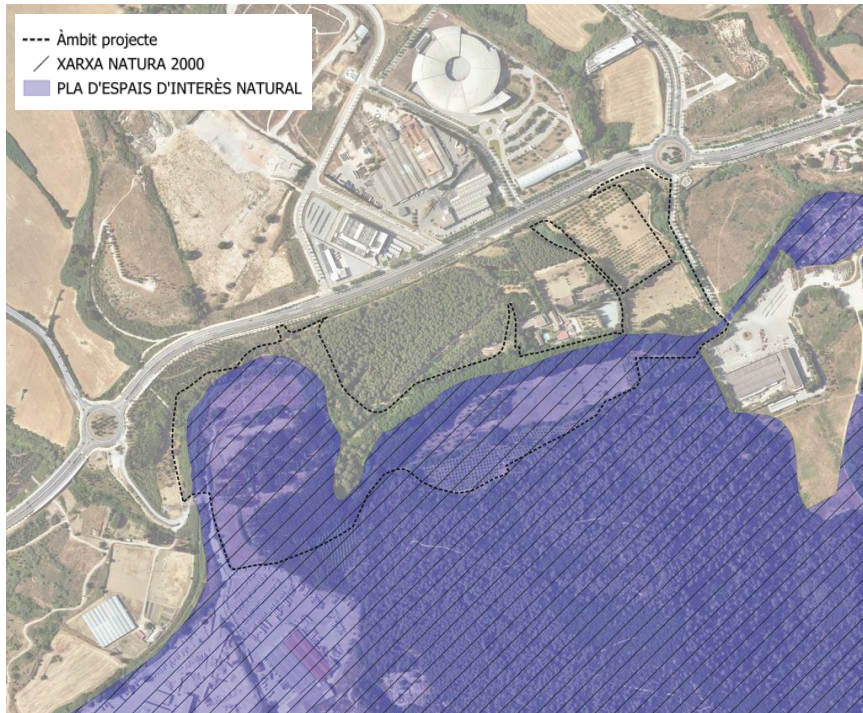 Àmbit projecte
XARXA NATURA 2000
PLA D'ESPAIS D'INTERÈS NATURAL